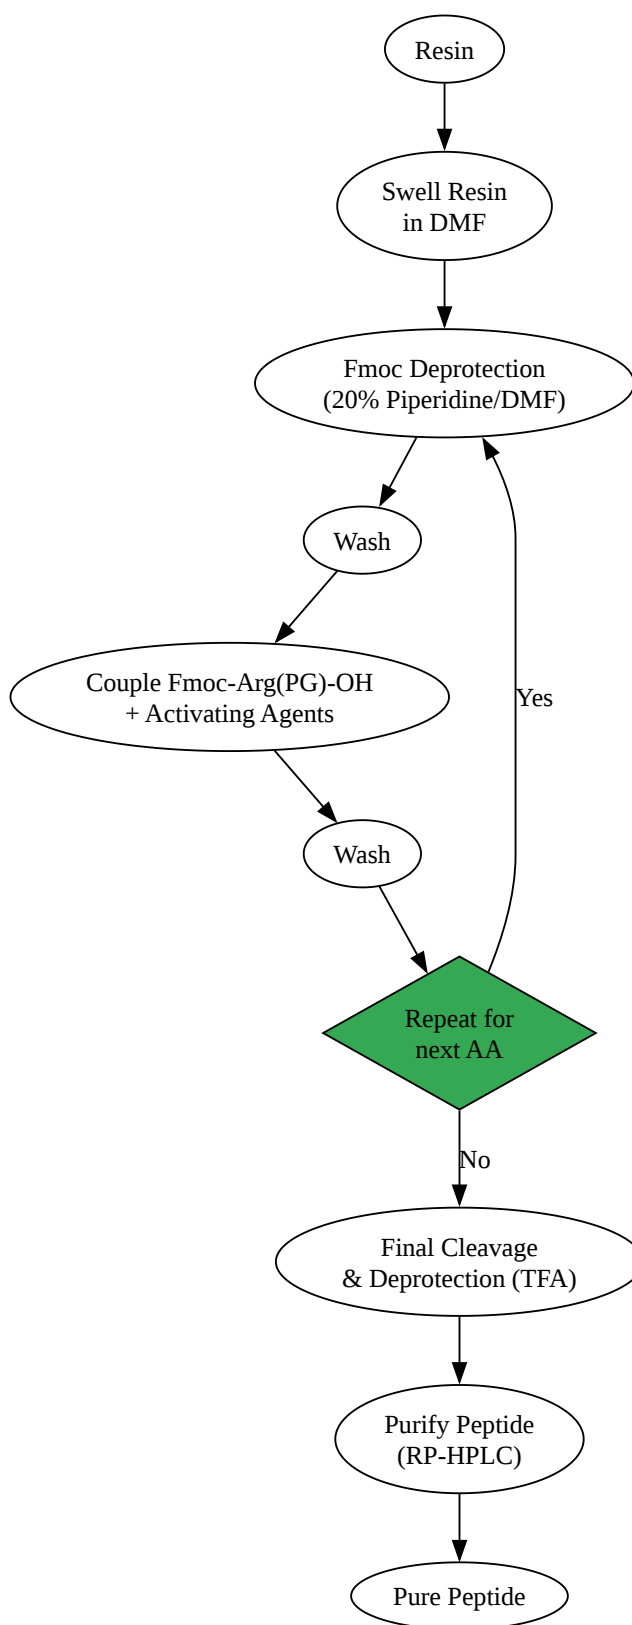 Resin
Swell Resin
in DMF
Fmoc Deprotection
(20% Piperidine/DMF)
Wash
Couple Fmoc-Arg(PG)-OH
+ Activating Agents
Yes
Wash
Repeat for
next AA
No
Final Cleavage
& Deprotection (TFA)
Purify Peptide
(RP-HPLC)
Pure Peptide